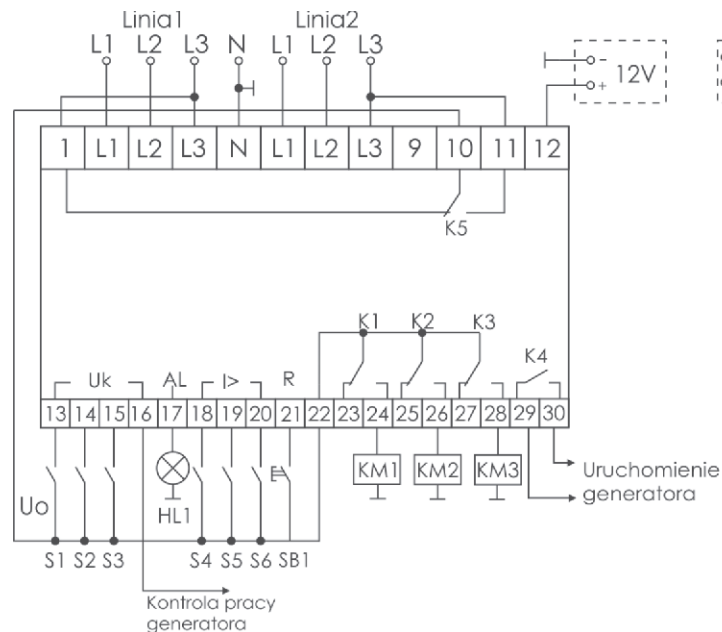 Linia1 Linia2
L1 L2 L3 N L1 L2 L3
- 12V
+
1 L1 L2 L3 N L1 L2 L3 9 10 11 12
K5
K1 K2 K3
K4
Uk AL I> R
13 14 15 16 17 18 19 20 21 22 23 24 25 26 27 28 29 30
KM1 KM2 KM3 Uruchomienie
generatora
Uo HL1
S1 S2 S3 S4 S5 S6 SB1
Kontrola pracy
generatora